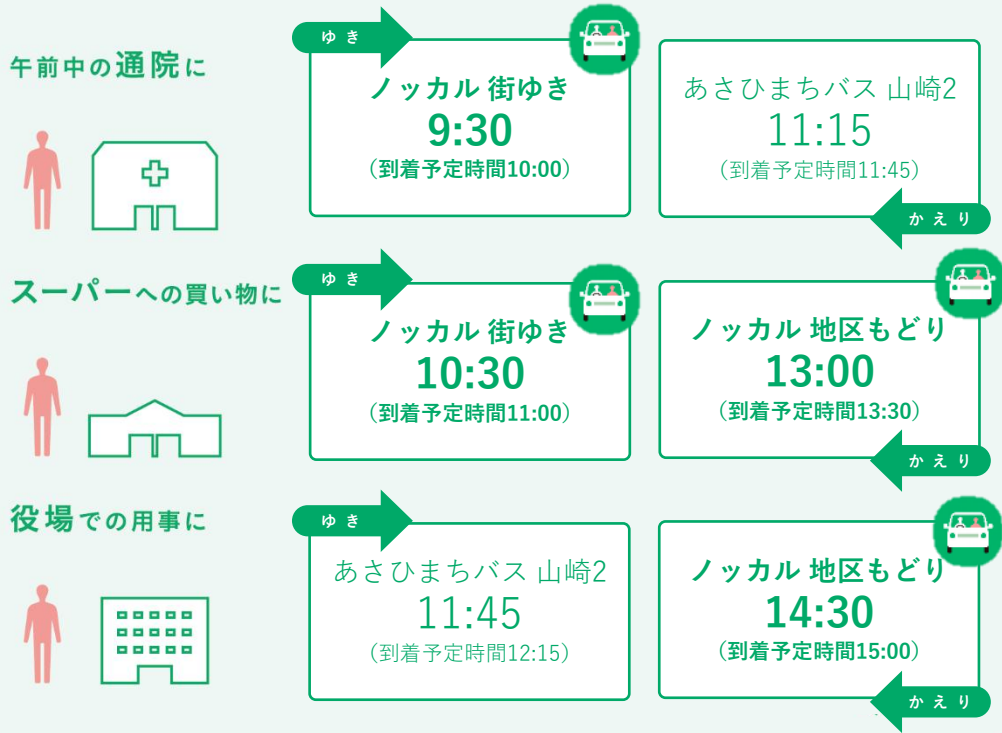 午前中の通院に
ゆき
ノッカル 街ゆき
9:30
（到着予定時間10:00）
あさひまちバス 山崎2
11:15
（到着予定時間11:45）
かえり
スーパーへの買い物に
ゆき
ノッカル 街ゆき
10:30
（到着予定時間11:00）
ノッカル 地区もどり
13:00
（到着予定時間13:30）
かえり
役場での用事に
ゆき
あさひまちバス 山崎2
11:45
（到着予定時間12:15）
ノッカル 地区もどり
14:30
（到着予定時間15:00）
かえり